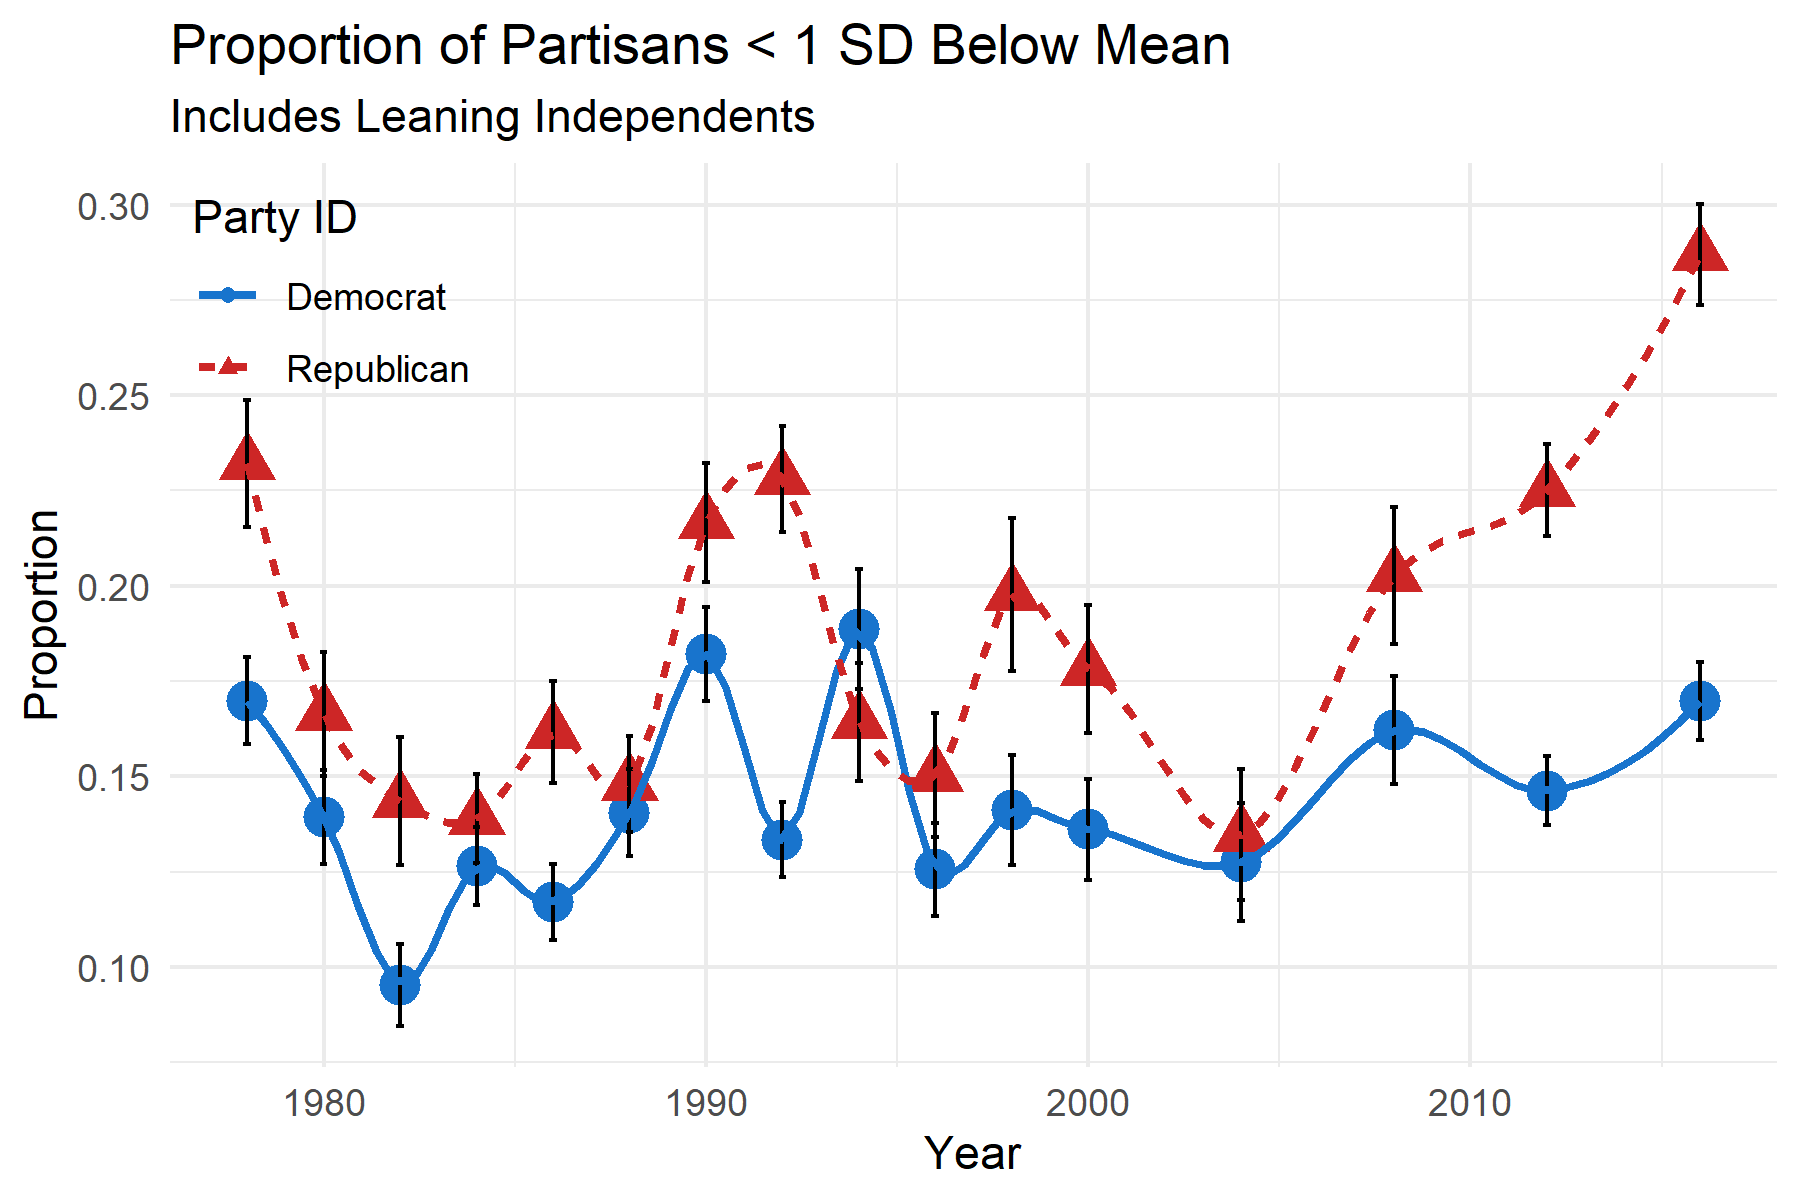 Proportion of Partisans < 1 SD Below Mean
Includes Leaning Independents
Party ID
Democrat
Republican
0.30
0.25
0.20
0.15
0.10
Proportion
1980 1990 2000 2010
Year